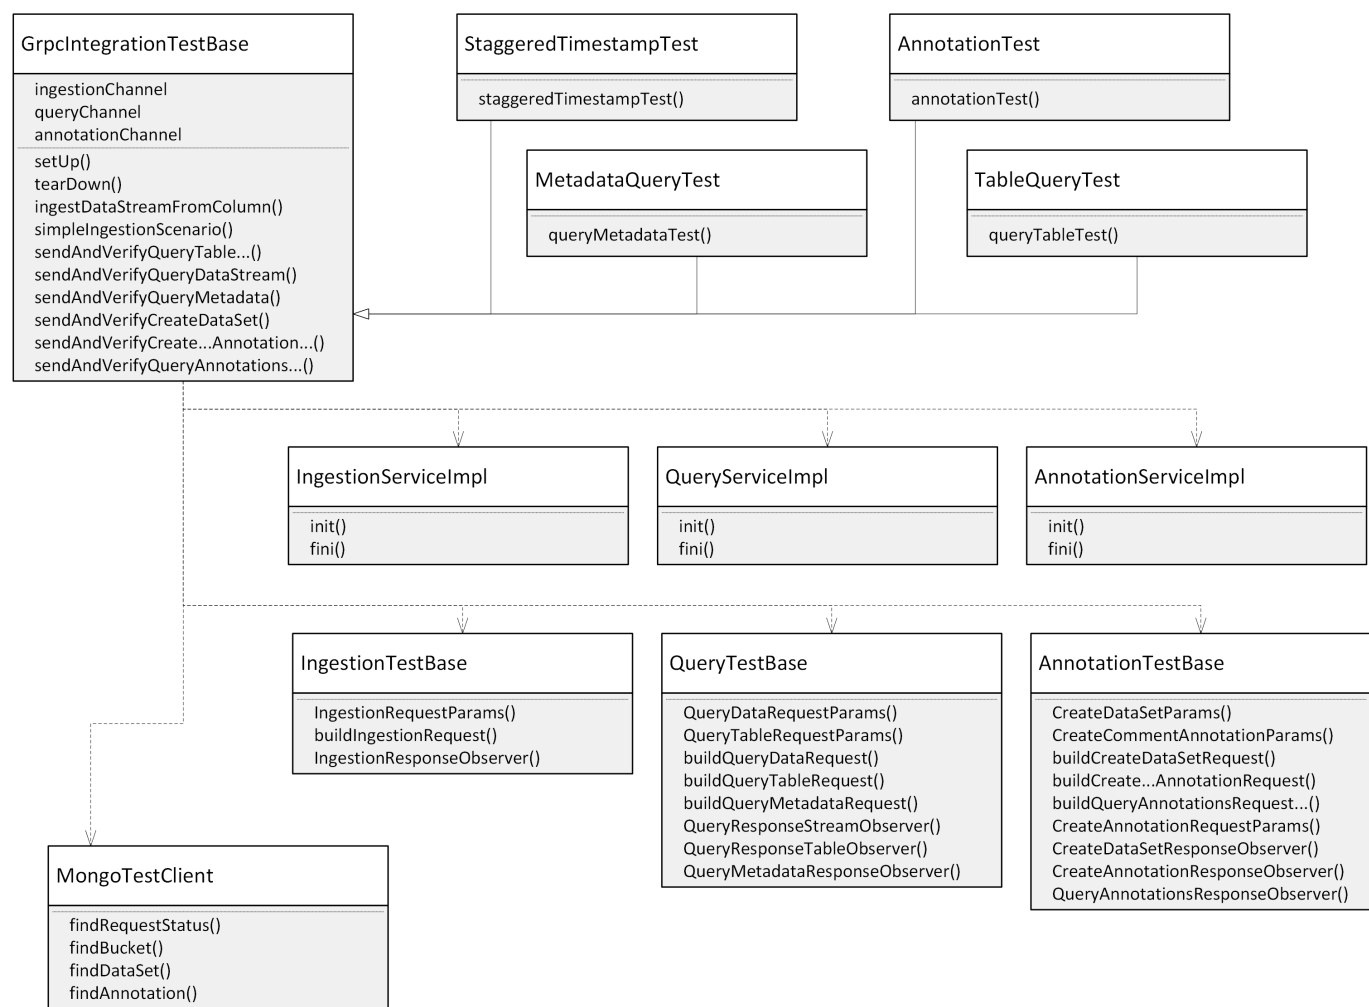 GrpcIntegrationTestBase
ingestionChannel
queryChannel
annotationChannel
setUp()
tearDown()
ingestDataStreamFromColumn()
simpleIngestionScenario()
sendAndVerifyQueryTable...()
sendAndVerifyQueryDataStream()
sendAndVerifyQueryMetadata()
sendAndVerifyCreateDataSet()
sendAndVerifyCreate...Annotation...()
sendAndVerifyQueryAnnotations...()
StaggeredTimestampTest
staggeredTimestampTest()
AnnotationTest
annotationTest()
MetadataQueryTest
queryMetadataTest()
TableQueryTest
queryTableTest()
IngestionServiceImpl
init()
fini()
QueryServiceImpl
init()
fini()
AnnotationServiceImpl
init()
fini()
IngestionTestBase
IngestionRequestParams()
buildIngestionRequest()
IngestionResponseObserver()
QueryTestBase
QueryDataRequestParams()
QueryTableRequestParams()
buildQueryDataRequest()
buildQueryTableRequest()
buildQueryMetadataRequest()
QueryResponseStreamObserver()
QueryResponseTableObserver()
QueryMetadataResponseObserver()
AnnotationTestBase
CreateDataSetParams()
CreateCommentAnnotationParams()
buildCreateDataSetRequest()
buildCreate...AnnotationRequest()
buildQueryAnnotationsRequest...()
CreateAnnotationRequestParams()
CreateDataSetResponseObserver()
CreateAnnotationResponseObserver()
QueryAnnotationsResponseObserver()
MongoTestClient
findRequestStatus()
findBucket()
findDataSet()
findAnnotation()